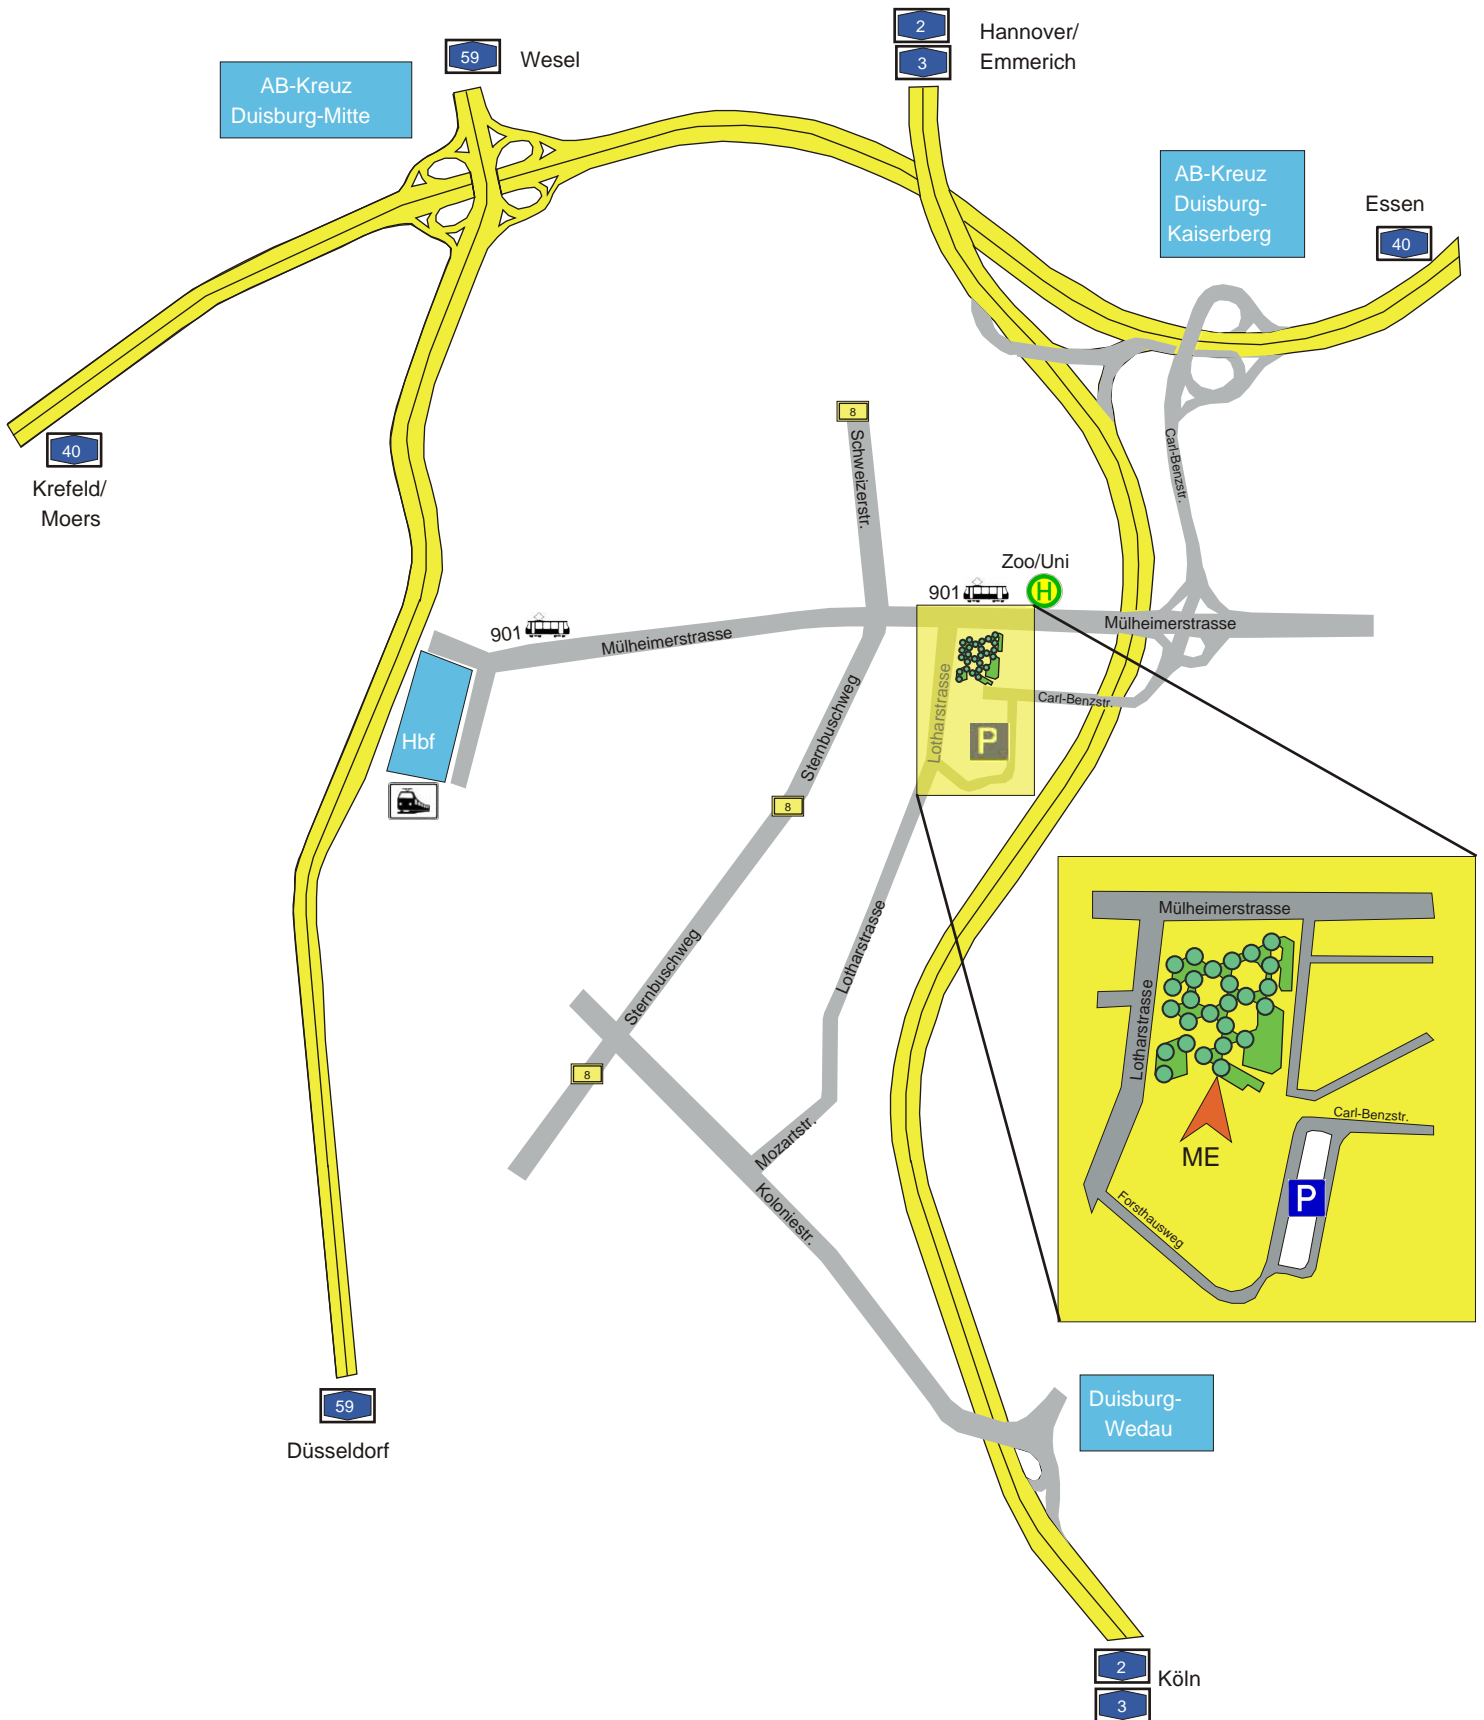 2
Hannover/
3
Emmerich
59
Wesel
AB-Kreuz
Duisburg-Mitte
AB-Kreuz
Duisburg-
Kaiserberg
Essen
40
40
Krefeld/
Moers
8
Schweizerstr.
Carl-Benzstr.
Zoo/Uni
901
H
901
Mülheimerstrasse
Mülheimerstrasse
Lotharstrasse
Carl-Benzstr.
P
Hbf
Sternbuschweg
8
Lotharstrasse
Sternbuschweg
8
Mozartstr.
Koloniestr.
Mülheimerstrasse
Lotharstrasse
Carl-Benzstr.
ME
P
Forsthausweg
59
Düsseldorf
Duisburg-
Wedau
2
Köln
3